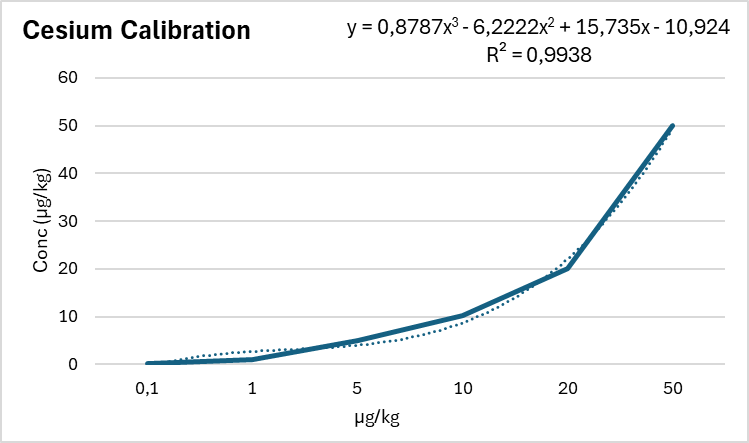 Cesium Calibration
y = 0,8787x³ - 6,2222x² + 15,735x - 10,924
R² = 0,9938
60
50
40
30
20
10
0
Conc (µg/kg)
0,1 1 5 10 20 50
µg/kg